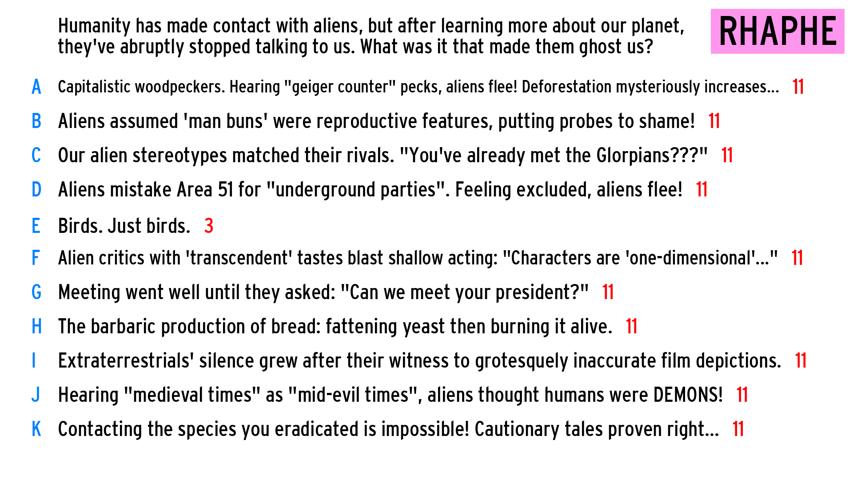 Humanity has made contact with aliens, but after learning more about our planet,
they've abruptly stopped talking to us. What was it that made them ghost us?
RHAPHE
A Capitalistic woodpeckers. Hearing "geiger counter" pecks, aliens flee! Deforestation mysteriously increases... 11
B Aliens assumed 'man buns' were reproductive features, putting probes to shame! 11
C Our alien stereotypes matched their rivals. "You've already met the Glorpians???" 11
D Aliens mistake Area 51 for "underground parties". Feeling excluded, aliens flee! 11
E Birds. Just birds. 3
F Alien critics with 'transcendent' tastes blast shallow acting: "Characters are 'one-dimensional'..." 11
G Meeting went well until they asked: "Can we meet your president?" 11
H The barbaric production of bread: fattening yeast then burning it alive. 11
I Extraterrestrials' silence grew after their witness to grotesquely inaccurate film depictions. 11
J Hearing "medieval times" as "mid-evil times", aliens thought humans were DEMONS! 11
K Contacting the species you eradicated is impossible! Cautionary tales proven right... 11